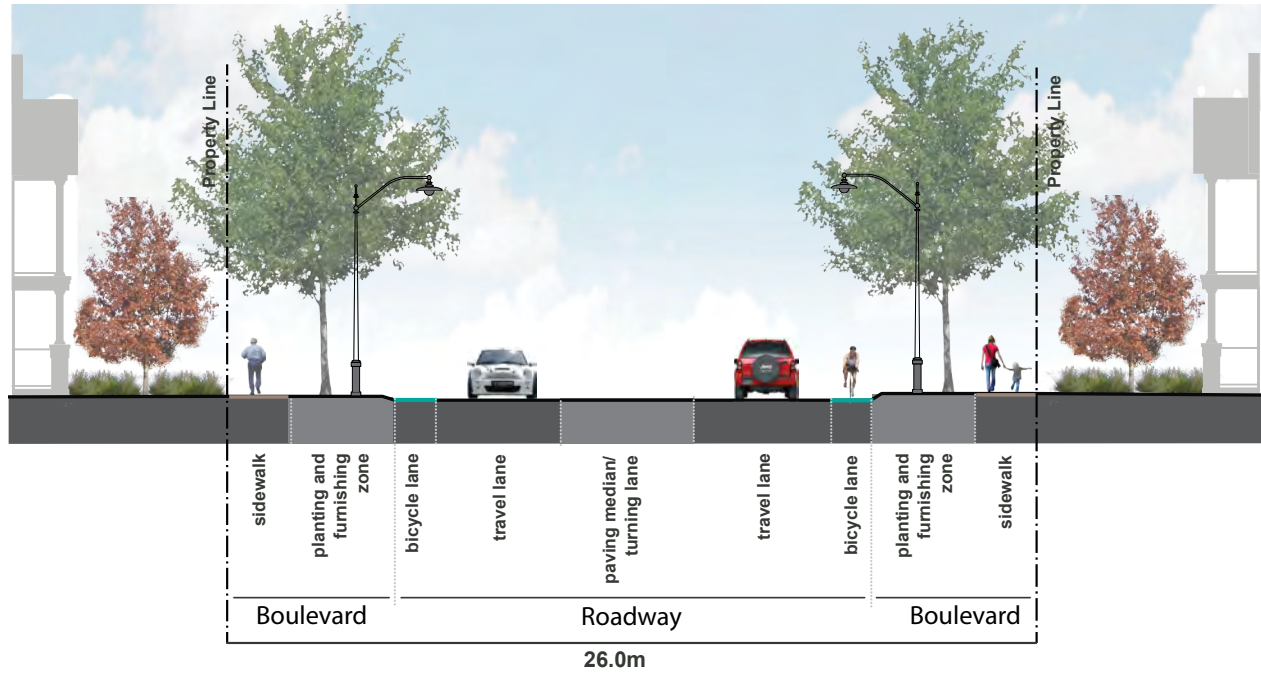 Property Line
Property Line
sidewalk
planting and
furnishing
zone
bicycle lane
travel lane
paving median/
turning lane
travel lane
bicycle lane
planting and
furnishing
zone
sidewalk
Boulevard
Roadway
Boulevard
26.0m